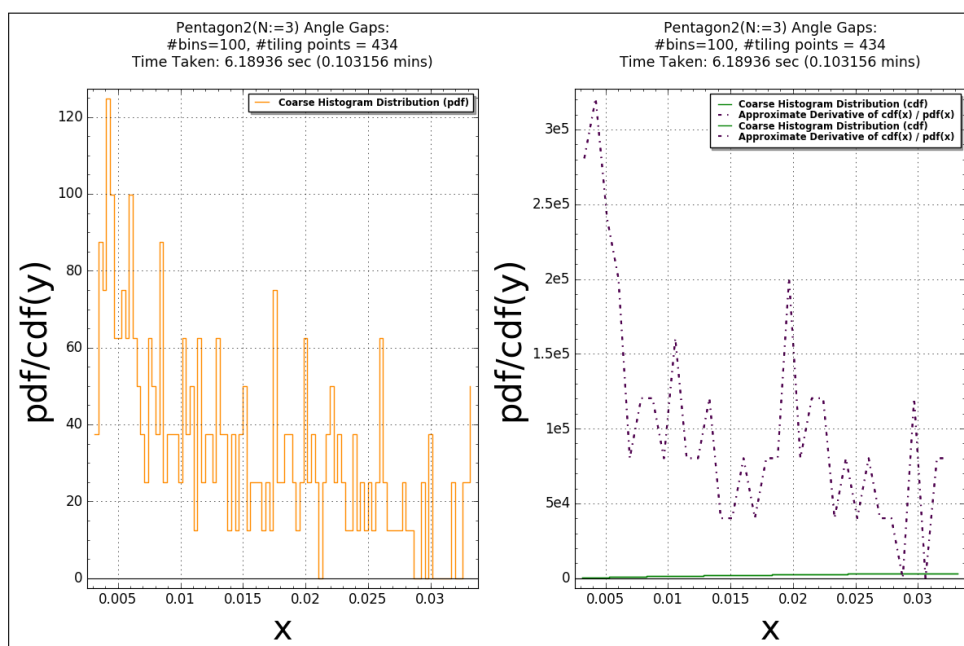 Pentagon2(N:=3) Angle Gaps:
#bins=100, #tiling points = 434
Time Taken: 6.18936 sec (0.103156 mins)
Coarse Histogram Distribution (pdf)
120
100
80
60
40
20
0
0.005
0.01
0.015
0.02
0.025
0.03
pdf/cdf(y)
x
Pentagon2(N:=3) Angle Gaps:
#bins=100, #tiling points = 434
Time Taken: 6.18936 sec (0.103156 mins)
Coarse Histogram Distribution (cdf)
Approximate Derivative of cdf(x) / pdf(x)
Coarse Histogram Distribution (cdf)
Approximate Derivative of cdf(x) / pdf(x)
3e5
2.5e5
2e5
1.5e5
1e5
5e4
0
0.005
0.01
0.015
0.02
0.025
0.03
pdf/cdf(y)
x